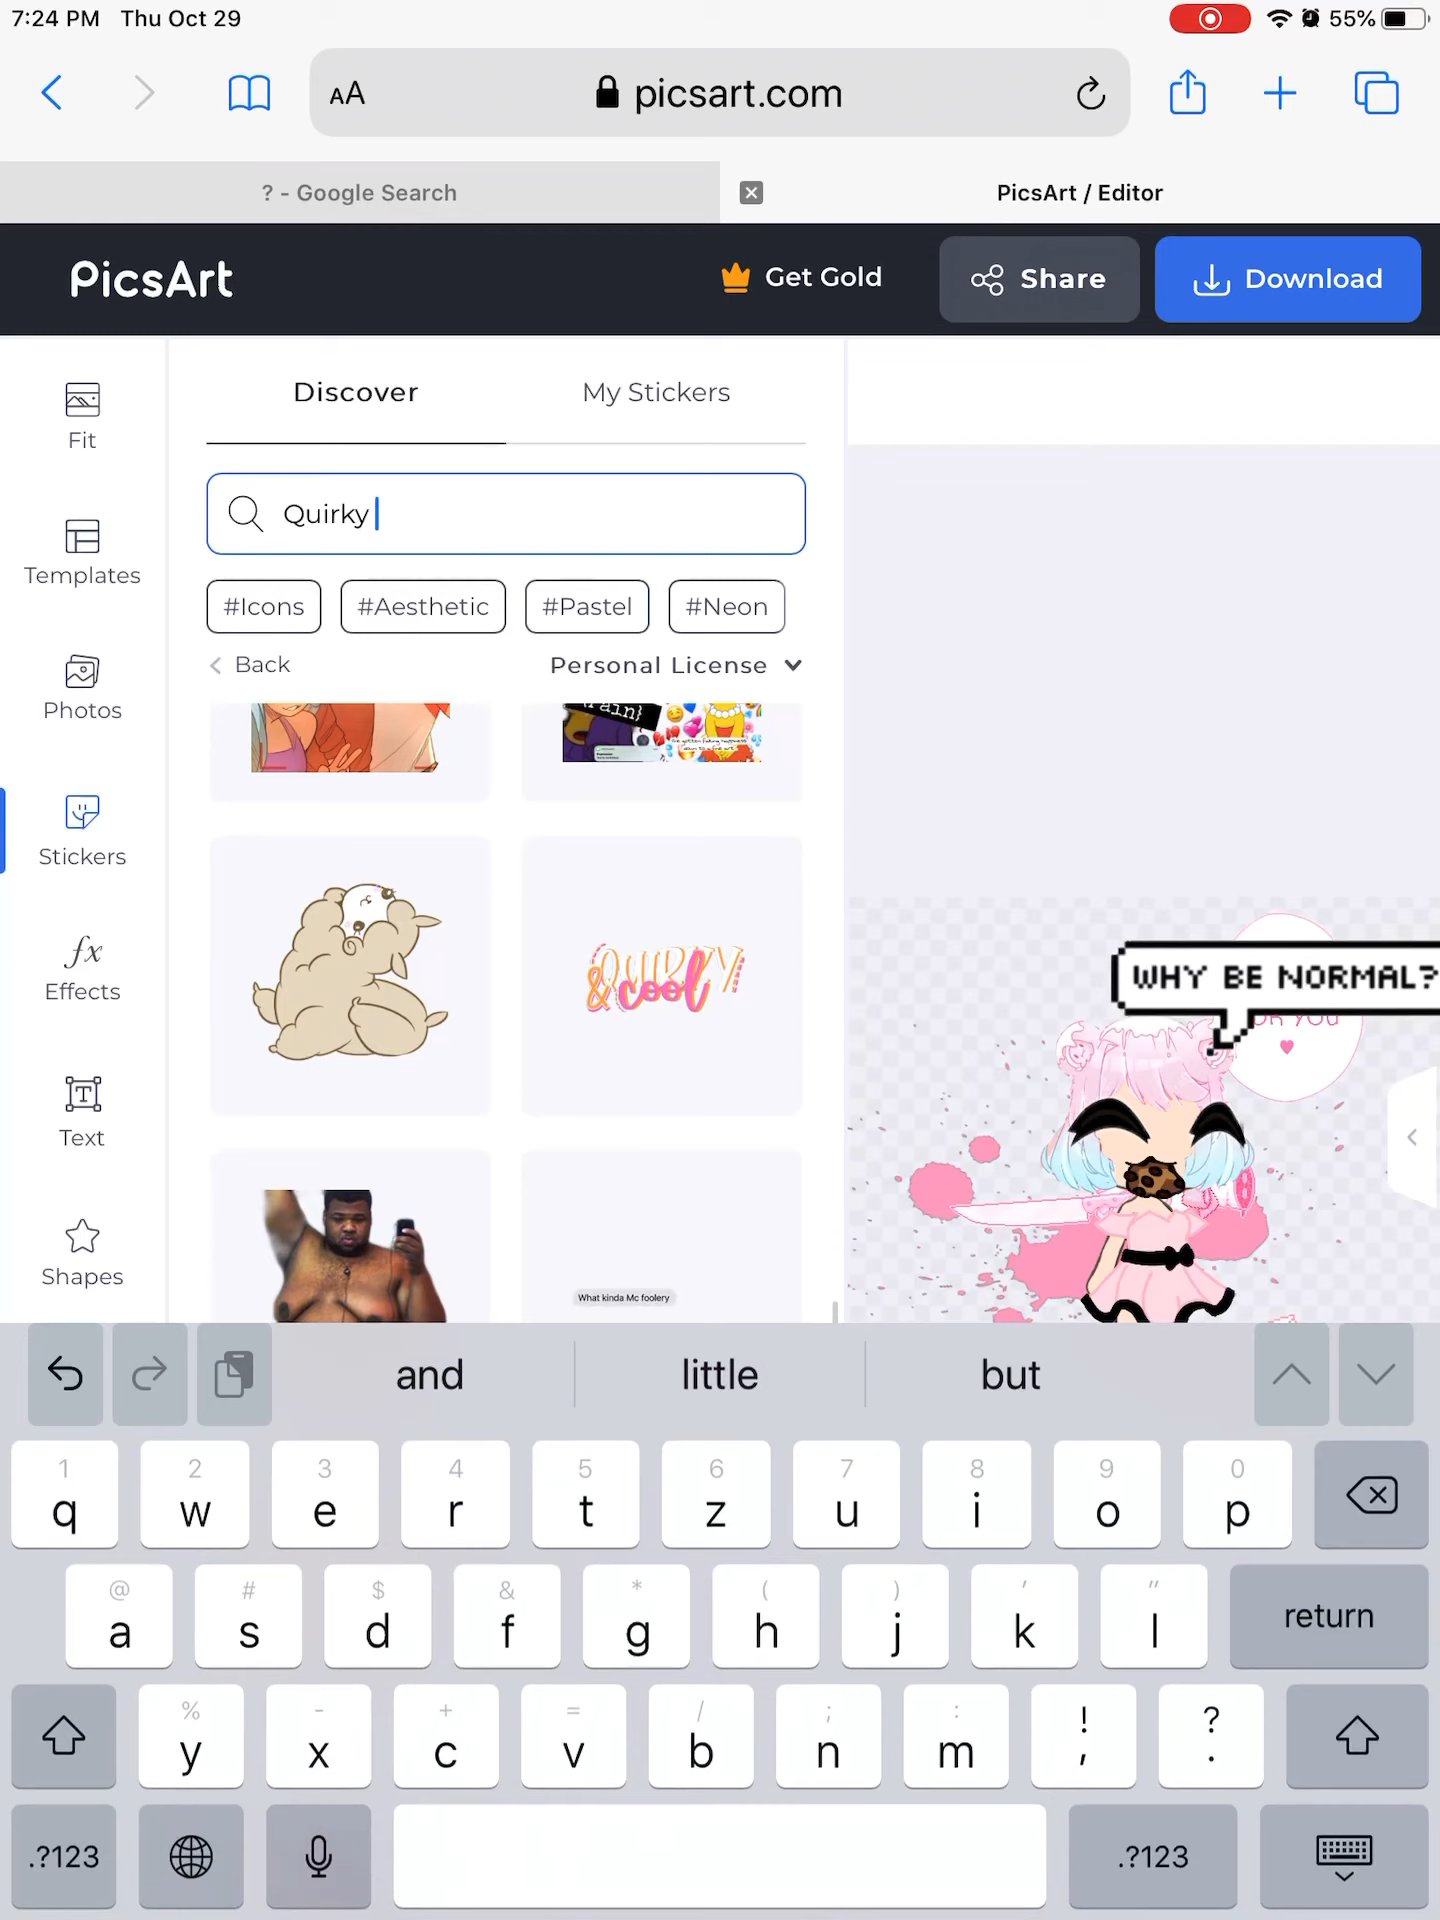 7:24 PM Thu Oct 29
55%
AA picsart.com
? - Google Search
PicsArt / Editor
PicsArt
Get Gold
Share
Download
Fit
Templates
Photos
Stickers
fx
Effects
T
Text
Shapes
Discover
My Stickers
Quirky
#Icons
#Aesthetic
#Pastel
#Neon
Back
Personal License
QUIRKY
& cool
What kinda Mc foolery
WHY BE NORMAL?
YOU
and
little
but
1 2 3 4 5 6 7 8 9 0
q w e r t z u i o p
@ # $ & * ( ) ' "
a s d f g h j k l return
% - + = / ; : ! ?
y x c v b n m , .
.?123
.?123